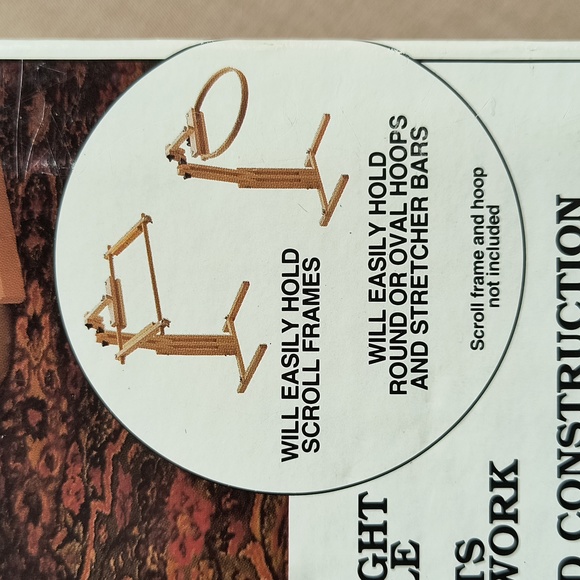 WILL EASILY HOLD
SCROLL FRAMES
WILL EASILY HOLD
ROUND OR OVAL HOOPS
AND STRETCHER BARS
Scroll frame and hoop
not included
CONSTRUCTION